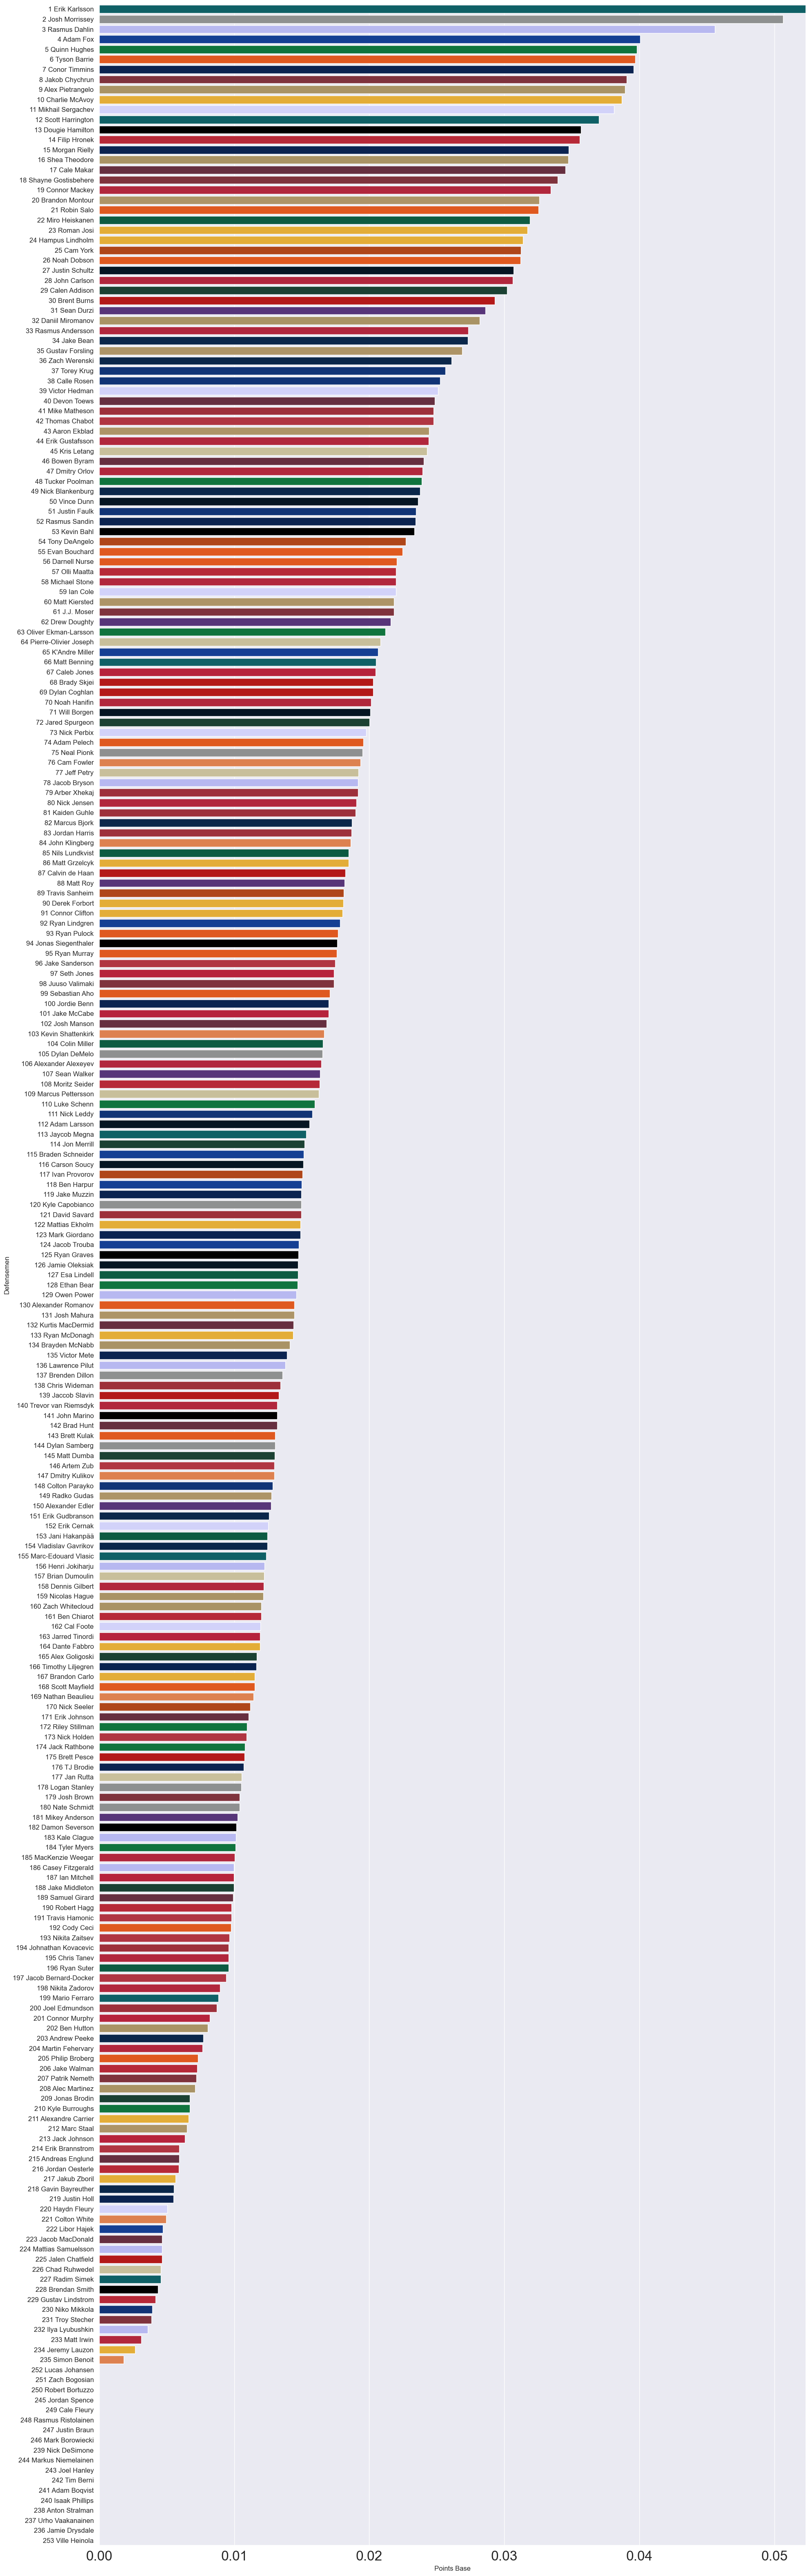 1 Erik Karlsson
2 Josh Morrissey
3 Rasmus Dahlin
4 Adam Fox
5 Quinn Hughes
6 Tyson Barrie
7 Conor Timmins
8 Jakob Chychrun
9 Alex Pietrangelo
10 Charlie McAvoy
11 Mikhail Sergachev
12 Scott Harrington
13 Dougie Hamilton
14 Filip Hronek
15 Morgan Rielly
16 Shea Theodore
17 Cale Makar
18 Shayne Gostisbehere
19 Connor Mackey
20 Brandon Montour
21 Robin Salo
22 Miro Heiskanen
23 Roman Josi
24 Hampus Lindholm
25 Cam York
26 Noah Dobson
27 Justin Schultz
28 John Carlson
29 Calen Addison
30 Brent Burns
31 Sean Durzi
32 Daniil Miromanov
33 Rasmus Andersson
34 Jake Bean
35 Gustav Forsling
36 Zach Werenski
37 Torey Krug
38 Calle Rosen
39 Victor Hedman
40 Devon Toews
41 Mike Matheson
42 Thomas Chabot
43 Aaron Ekblad
44 Erik Gustafsson
45 Kris Letang
46 Bowen Byram
47 Dmitry Orlov
48 Tucker Poolman
49 Nick Blankenburg
50 Vince Dunn
51 Justin Faulk
52 Rasmus Sandin
53 Kevin Bahl
54 Tony DeAngelo
55 Evan Bouchard
56 Darnell Nurse
57 Olli Maatta
58 Michael Stone
59 Ian Cole
60 Matt Kiersted
61 J.J. Moser
62 Drew Doughty
63 Oliver Ekman-Larsson
64 Pierre-Olivier Joseph
65 K'Andre Miller
66 Matt Benning
67 Caleb Jones
68 Brady Skjei
69 Dylan Coghlan
70 Noah Hanifin
71 Will Borgen
72 Jared Spurgeon
73 Nick Perbix
74 Adam Pelech
75 Neal Pionk
76 Cam Fowler
77 Jeff Petry
78 Jacob Bryson
79 Arber Xhekaj
80 Nick Jensen
81 Kaiden Guhle
82 Marcus Bjork
83 Jordan Harris
84 John Klingberg
85 Nils Lundkvist
86 Matt Grzelcyk
87 Calvin de Haan
88 Matt Roy
89 Travis Sanheim
90 Derek Forbort
91 Connor Clifton
92 Ryan Lindgren
93 Ryan Pulock
94 Jonas Siegenthaler
95 Ryan Murray
96 Jake Sanderson
97 Seth Jones
98 Juuso Valimaki
99 Sebastian Aho
100 Jordie Benn
101 Jake McCabe
102 Josh Manson
103 Kevin Shattenkirk
104 Colin Miller
105 Dylan DeMelo
106 Alexander Alexeyev
107 Sean Walker
108 Moritz Seider
109 Marcus Pettersson
110 Luke Schenn
111 Nick Leddy
112 Adam Larsson
113 Jaycob Megna
114 Jon Merrill
115 Braden Schneider
116 Carson Soucy
117 Ivan Provorov
118 Ben Harpur
119 Jake Muzzin
120 Kyle Capobianco
121 David Savard
122 Mattias Ekholm
123 Mark Giordano
124 Jacob Trouba
125 Ryan Graves
126 Jamie Oleksiak
127 Esa Lindell
128 Ethan Bear
129 Owen Power
130 Alexander Romanov
131 Josh Mahura
132 Kurtis MacDermid
133 Ryan McDonagh
134 Brayden McNabb
135 Victor Mete
136 Lawrence Pilut
137 Brenden Dillon
138 Chris Wideman
139 Jaccob Slavin
140 Trevor van Riemsdyk
141 John Marino
142 Brad Hunt
143 Brett Kulak
144 Dylan Samberg
145 Matt Dumba
146 Artem Zub
147 Dmitry Kulikov
148 Colton Parayko
149 Radko Gudas
150 Alexander Edler
151 Erik Gudbranson
152 Erik Cernak
153 Jani Hakanpää
154 Vladislav Gavrikov
155 Marc-Edouard Vlasic
156 Henri Jokiharju
157 Brian Dumoulin
158 Dennis Gilbert
159 Nicolas Hague
160 Zach Whitecloud
161 Ben Chiarot
162 Cal Foote
163 Jarred Tinordi
164 Dante Fabbro
165 Alex Goligoski
166 Timothy Liljegren
167 Brandon Carlo
168 Scott Mayfield
169 Nathan Beaulieu
170 Nick Seeler
171 Erik Johnson
172 Riley Stillman
173 Nick Holden
174 Jack Rathbone
175 Brett Pesce
176 TJ Brodie
177 Jan Rutta
178 Logan Stanley
179 Josh Brown
180 Nate Schmidt
181 Mikey Anderson
182 Damon Severson
183 Kale Clague
184 Tyler Myers
185 MacKenzie Weegar
186 Casey Fitzgerald
187 Ian Mitchell
188 Jake Middleton
189 Samuel Girard
190 Robert Hagg
191 Travis Hamonic
192 Cody Ceci
193 Nikita Zaitsev
194 Johnathan Kovacevic
195 Chris Tanev
196 Ryan Suter
197 Jacob Bernard-Docker
198 Nikita Zadorov
199 Mario Ferraro
200 Joel Edmundson
201 Connor Murphy
202 Ben Hutton
203 Andrew Peeke
204 Martin Fehervary
205 Philip Broberg
206 Jake Walman
207 Patrik Nemeth
208 Alec Martinez
209 Jonas Brodin
210 Kyle Burroughs
211 Alexandre Carrier
212 Marc Staal
213 Jack Johnson
214 Erik Brannstrom
215 Andreas Englund
216 Jordan Oesterle
217 Jakub Zboril
218 Gavin Bayreuther
219 Justin Holl
220 Haydn Fleury
221 Colton White
222 Libor Hajek
223 Jacob MacDonald
224 Mattias Samuelsson
225 Jalen Chatfield
226 Chad Ruhwedel
227 Radim Simek
228 Brendan Smith
229 Gustav Lindstrom
230 Niko Mikkola
231 Troy Stecher
232 Ilya Lyubushkin
233 Matt Irwin
234 Jeremy Lauzon
235 Simon Benoit
252 Lucas Johansen
251 Zach Bogosian
250 Robert Bortuzzo
245 Jordan Spence
249 Cale Fleury
248 Rasmus Ristolainen
247 Justin Braun
246 Mark Borowiecki
239 Nick DeSimone
244 Markus Niemelainen
243 Joel Hanley
242 Tim Berni
241 Adam Boqvist
240 Isaak Phillips
238 Anton Stralman
237 Urho Vaakanainen
236 Jamie Drysdale
253 Ville Heinola
Defensemen
0.00 0.01 0.02 0.03 0.04 0.05
Points Base